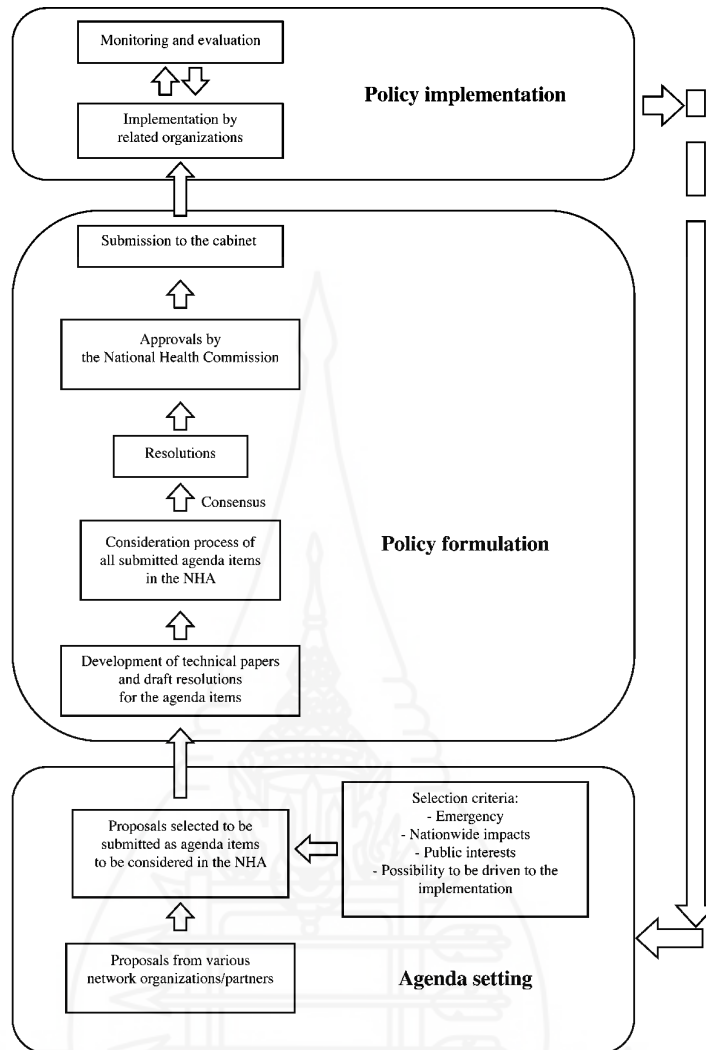 Monitoring and evaluation
Policy implementation
Implementation by
related organizations
Submission to the cabinet
Approvals by
the National Health Commission
Resolutions
Consensus
Consideration process of
all submitted agenda items
in the NHA
Policy formulation
Development of technical papers
and draft resolutions
for the agenda items
Proposals selected to be
submitted as agenda items
to be considered in the NHA
Selection criteria:
- Emergency
- Nationwide impacts
- Public interests
- Possibility to be driven to the
implementation
Proposals from various
network organizations/partners
Agenda setting